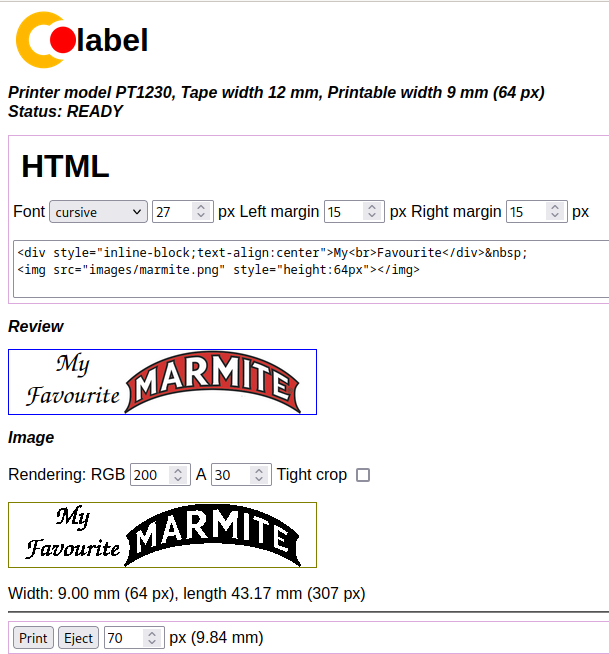 label
Printer model PT1230, Tape width 12 mm, Printable width 9 mm (64 px)
Status: READY
HTML
Font cursive 27 px Left margin 15 px Right margin 15 px
<div style="inline-block;text-align:center">My<br>Favourite</div>&nbsp;
<img src="images/marmite.png" style="height:64px"></img>
Review
My
Favourite MARMITE
Image
Rendering: RGB 200 A 30 Tight crop
My
Favourite MARMITE
Width: 9.00 mm (64 px), length 43.17 mm (307 px)
Print Eject 70 px (9.84 mm)